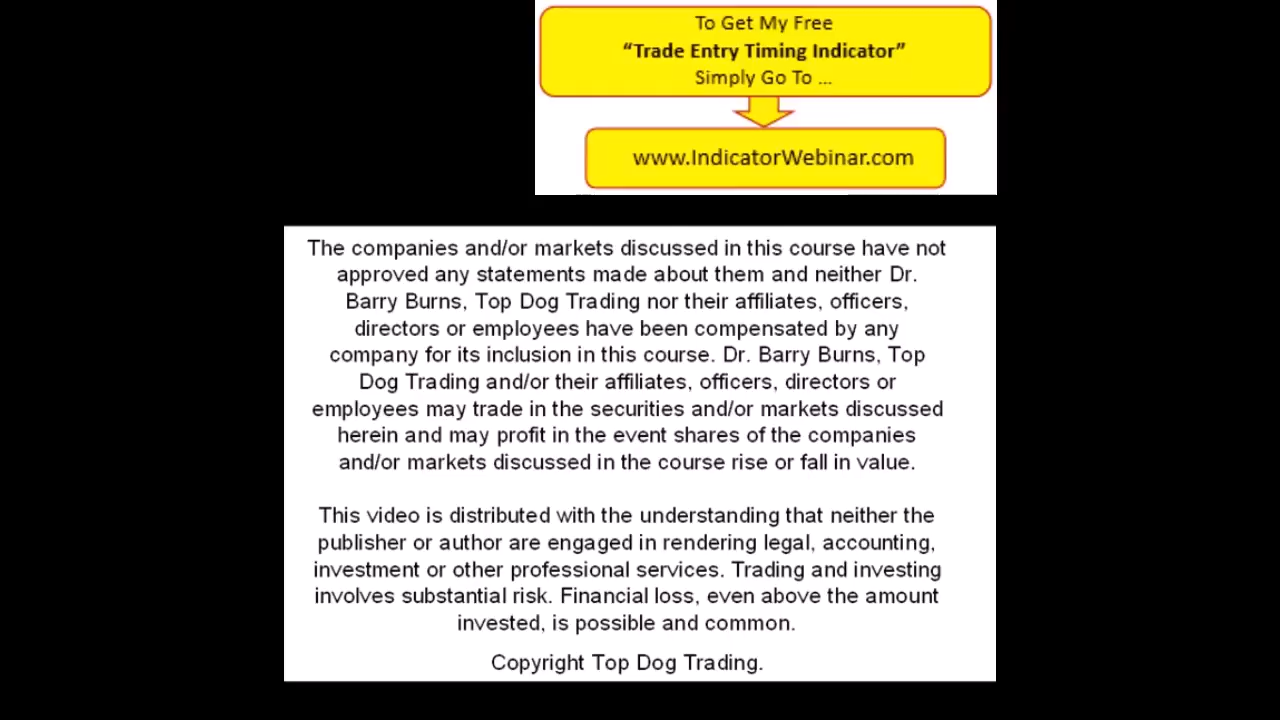 To Get My Free
“Trade Entry Timing Indicator”
Simply Go To ...
www.IndicatorWebinar.com
The companies and/or markets discussed in this course have not
approved any statements made about them and neither Dr.
Barry Burns, Top Dog Trading nor their affiliates, officers,
directors or employees have been compensated by any
company for its inclusion in this course. Dr. Barry Burns, Top
Dog Trading and/or their affiliates, officers, directors or
employees may trade in the securities and/or markets discussed
herein and may profit in the event shares of the companies
and/or markets discussed in the course rise or fall in value.
This video is distributed with the understanding that neither the
publisher or author are engaged in rendering legal, accounting,
investment or other professional services. Trading and investing
involves substantial risk. Financial loss, even above the amount
invested, is possible and common.
Copyright Top Dog Trading.